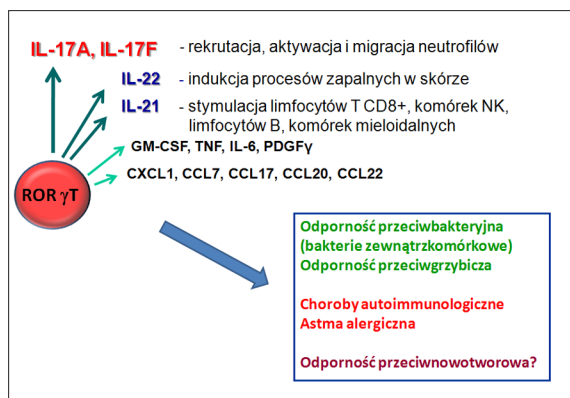 IL-17A, IL-17F - rekrutacja, aktywacja i migracja neutrofilów
IL-22 - indukcja procesów zapalnych w skórze
IL-21 - stymulacja limfocytów T CD8+, komórek NK,
limfocytów B, komórek mieloidalnych
GM-CSF, TNF, IL-6, PDGFγ
CXCL1, CCL7, CCL17, CCL20, CCL22
ROR γT
Odporność przeciwbakteryjna
(bakterie zewnątrzkomórkowe)
Odporność przeciwgrzybicza
Choroby autoimmunologiczne
Astma alergiczna
Odporność przeciwnowotworowa?